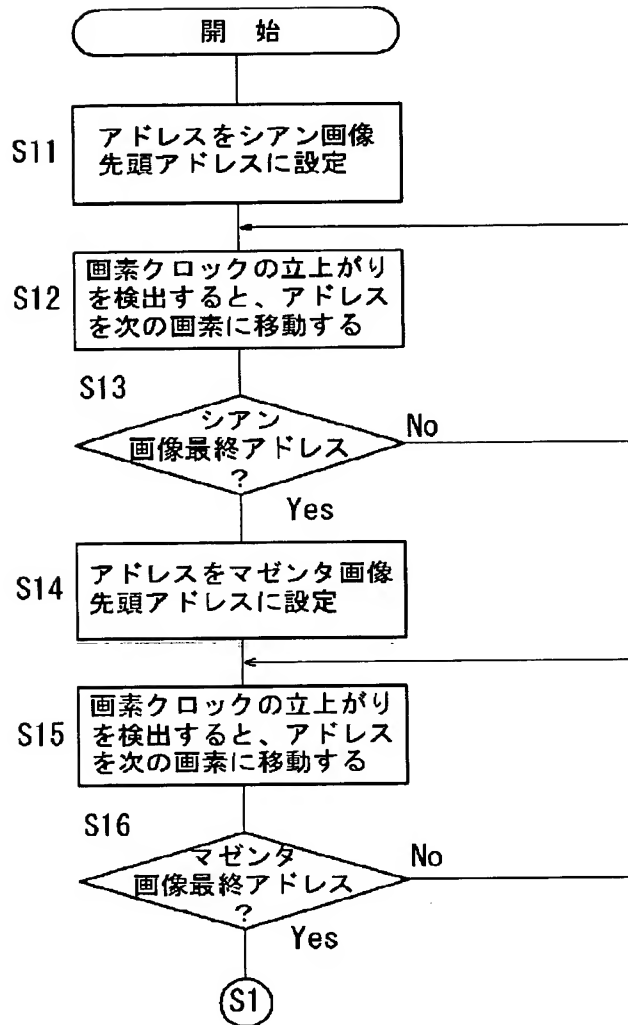 開 始
S11
アドレスをシアン画像
先頭アドレスに設定
S12
画素クロックの立上がり
を検出すると、アドレス
を次の画素に移動する
S13
シアン
画像最終アドレス
?
No
Yes
S14
アドレスをマゼンタ画像
先頭アドレスに設定
S15
画素クロックの立上がり
を検出すると、アドレス
を次の画素に移動する
S16
マゼンタ
画像最終アドレス
?
No
Yes
S1